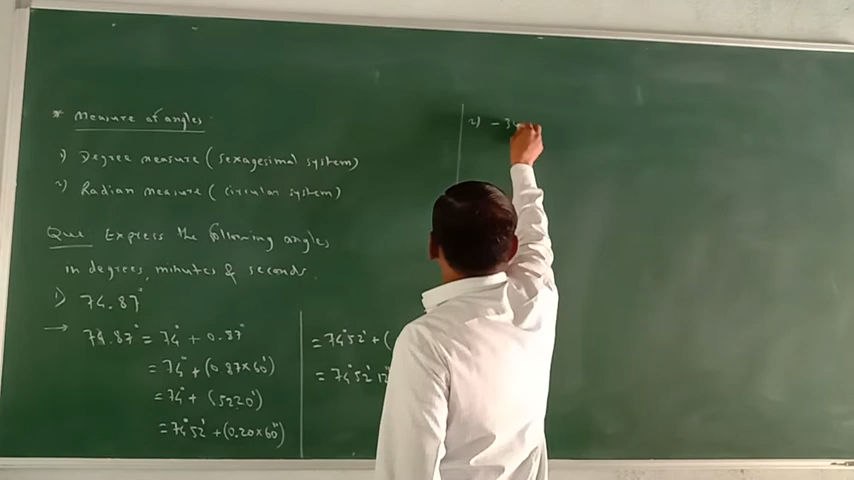 * Measure of angles
1) Degree measure (sexagesimal system)
2) Radian measure (circular system)
Que Express the following angles
in degrees, minutes & seconds.
1) 74.87°
→ 74.87° = 74° + 0.87°
= 74° + (0.87×60')
= 74° + (52.20')
= 74° 52' + (0.20×60'')
= 74° 52' + (
= 74° 52' 12
2) - 34